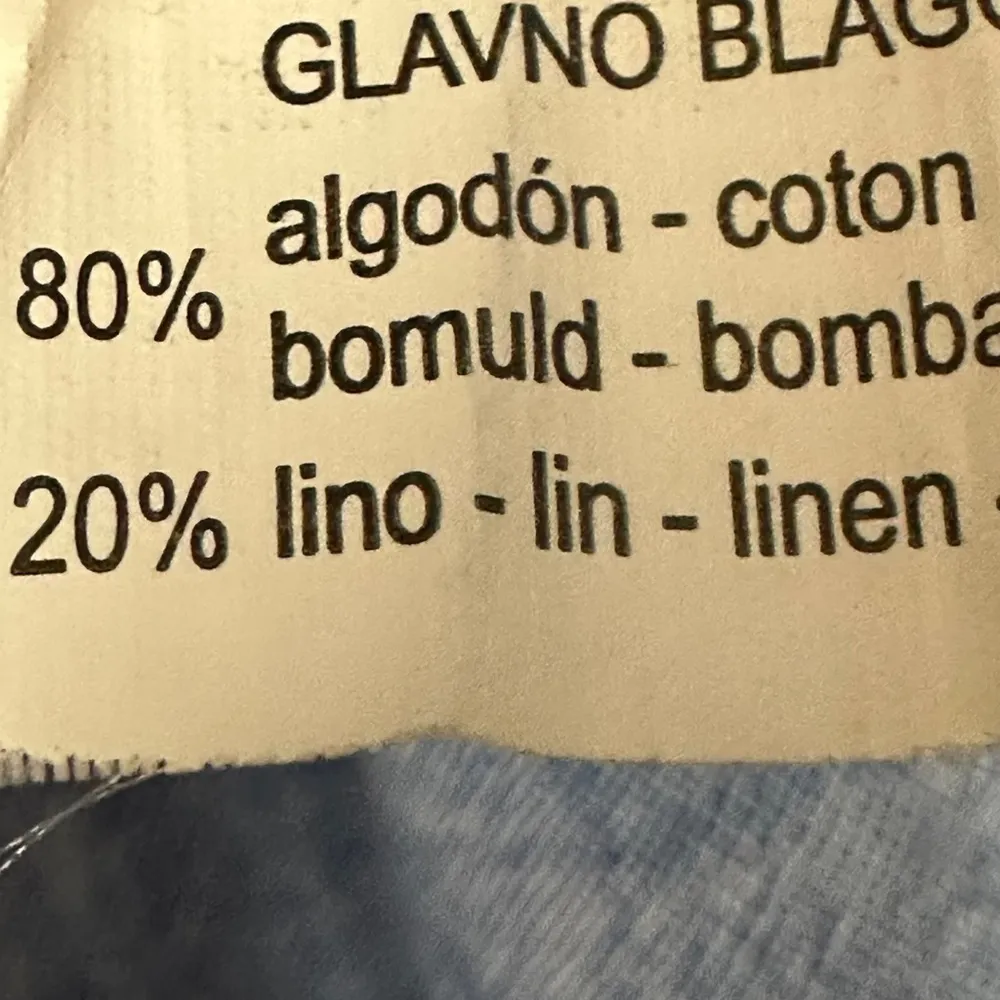 GLAVNO
algodón - coton
80%
bomuld -
20% lino - lin - linen -